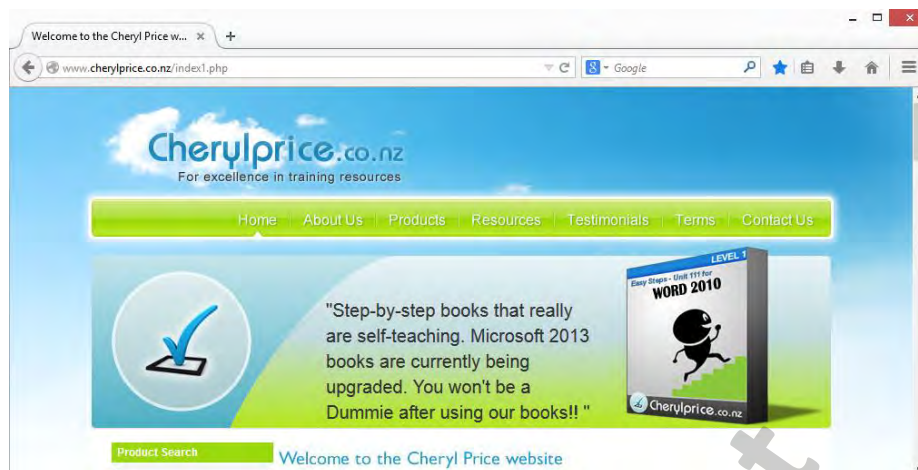 Welcome to the Cheryl Price w...
www.cherylprice.co.nz/index1.php
Google
Cherylprice.co.nz
For excellence in training resources
Home About Us Products Resources Testimonials Terms Contact Us
"Step-by-step books that really
are self-teaching. Microsoft 2013
books are currently being
upgraded. You won't be a
Dummie after using our books!! "
LEVEL 1
Easy Steps - Unit 111 for
WORD 2010
Cherylprice.co.nz
Product Search
Welcome to the Cheryl Price website